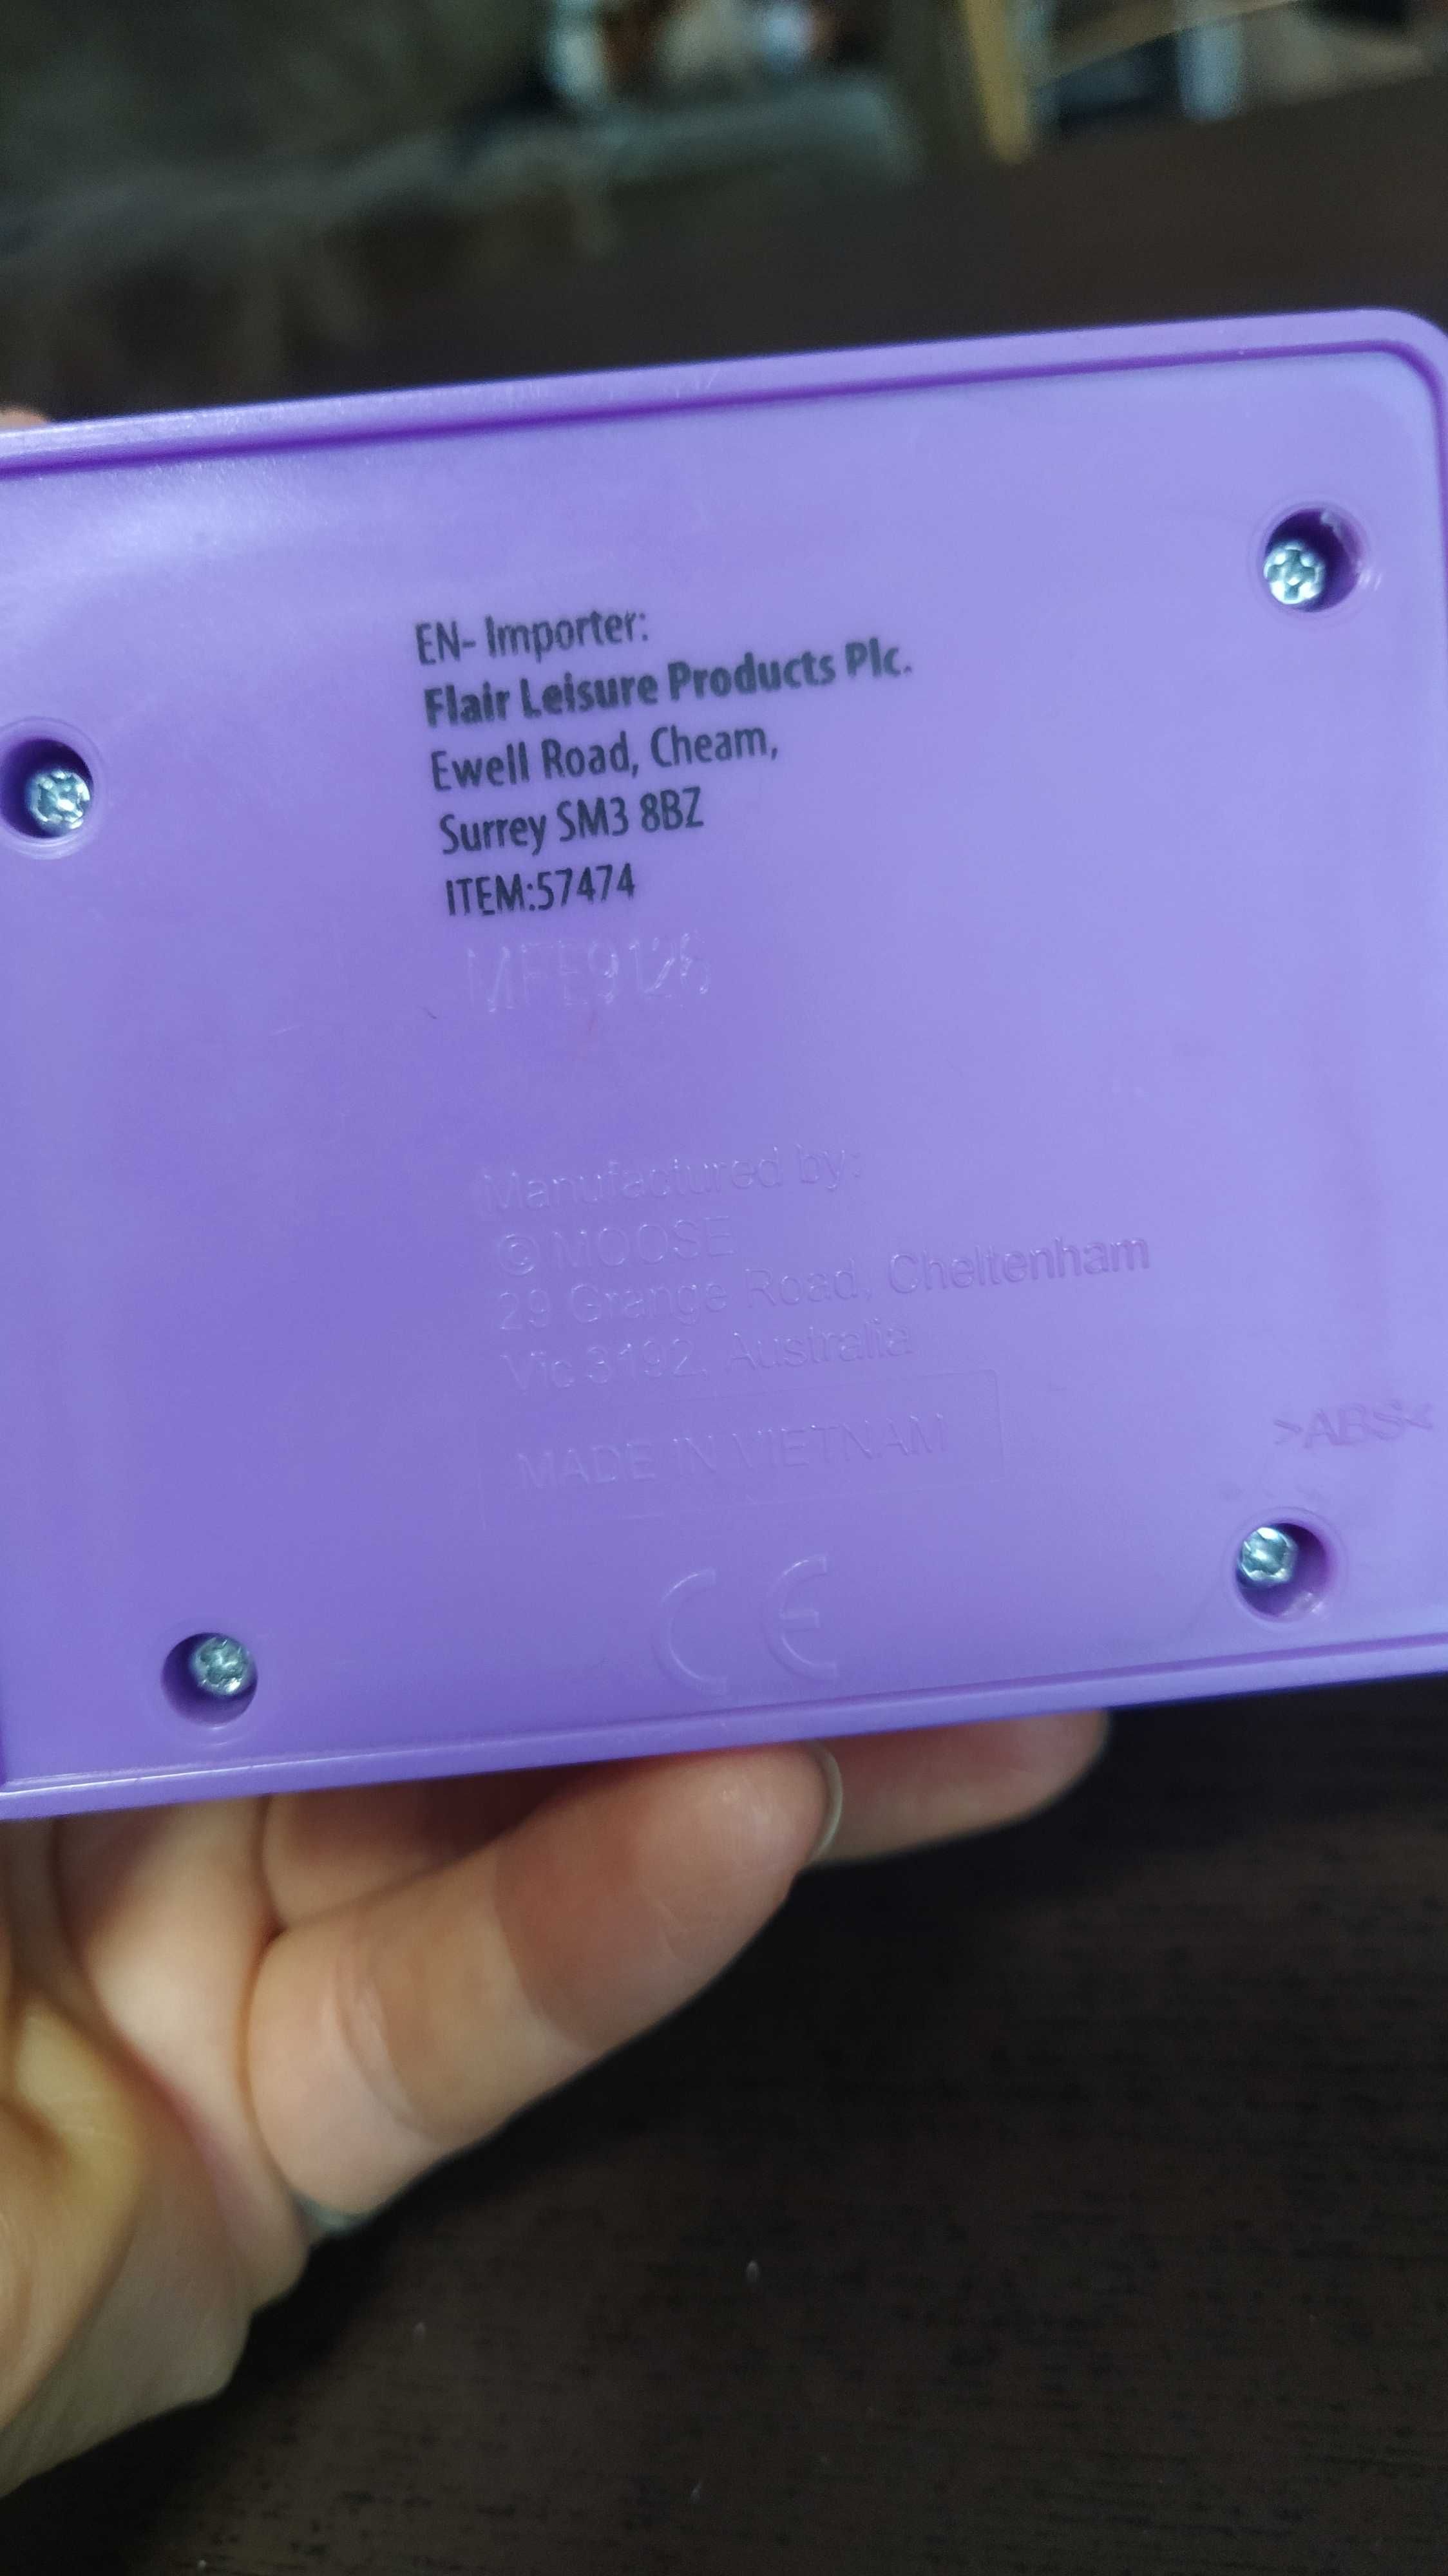 EN- Importer:
Flair Leisure Products Plc.
Ewell Road, Cheam,
Surrey SM3 8BZ
ITEM:57474
Manufactured by:
© MOOSE
29 Grange Road, Cheltenham
Vic 3192, Australia
MADE IN VIETNAM
>ABS<
CE